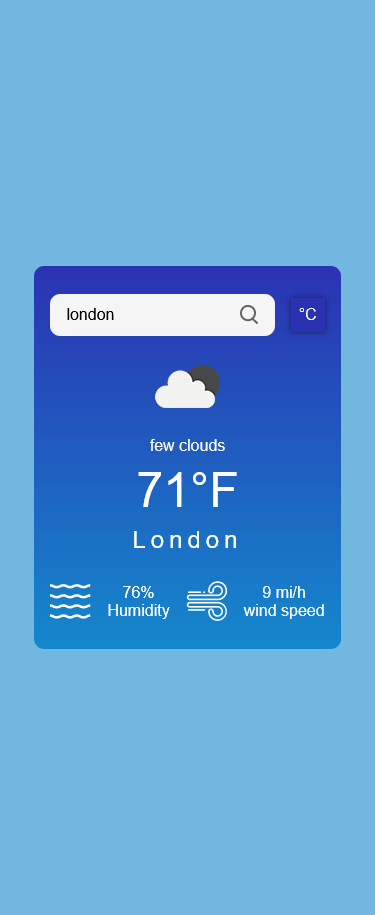 london
°C
few clouds
71°F
London
76%
Humidity
9 mi/h
wind speed